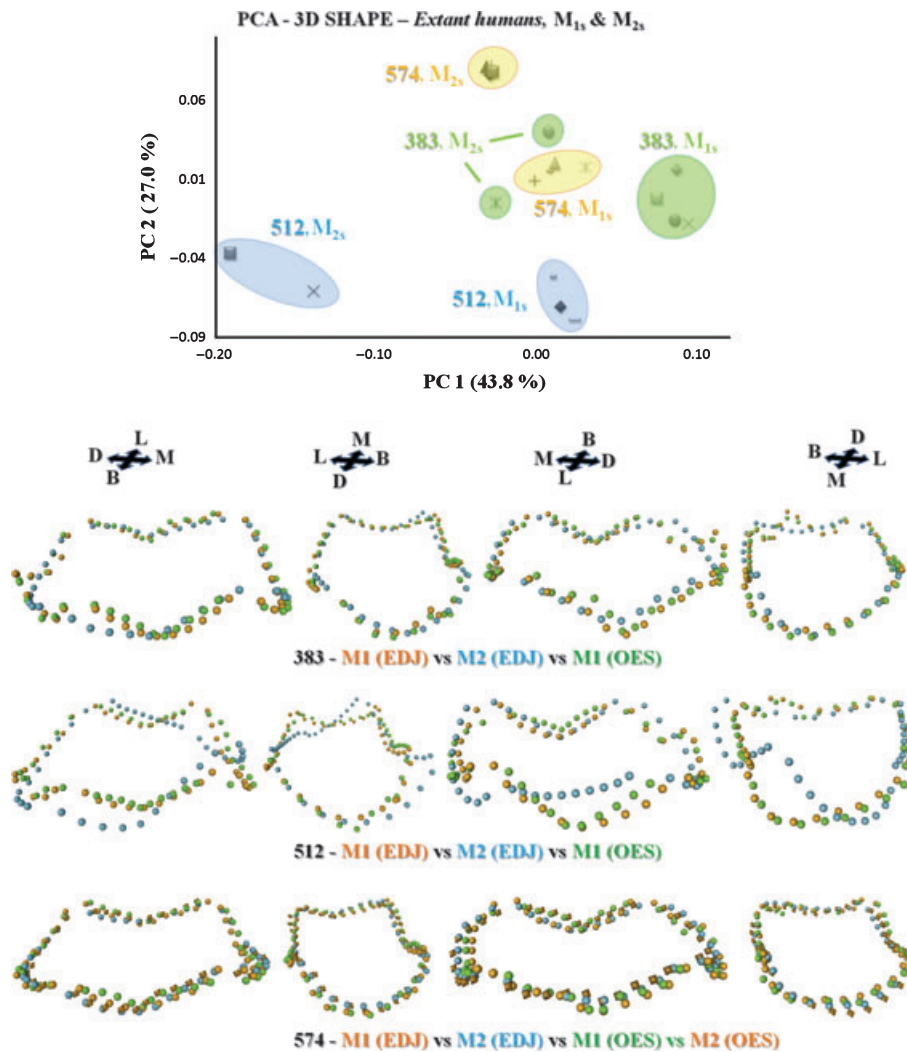 PCA - 3D SHAPE – Extant humans, M1s & M2s
574, M2s
383, M2s
383, M1s
574, M1s
512, M2s
512, M1s
0.06
0.01
−0.04
−0.09
PC 2 ( 27.0 %)
−0.20
−0.10
0.00
0.10
PC 1 (43.8 %)
L
D M
B
M
L B
D
B
M D
L
D
B L
M
383 - M1 (EDJ) vs M2 (EDJ) vs M1 (OES)
512 - M1 (EDJ) vs M2 (EDJ) vs M1 (OES)
574 - M1 (EDJ) vs M2 (EDJ) vs M1 (OES) vs M2 (OES)